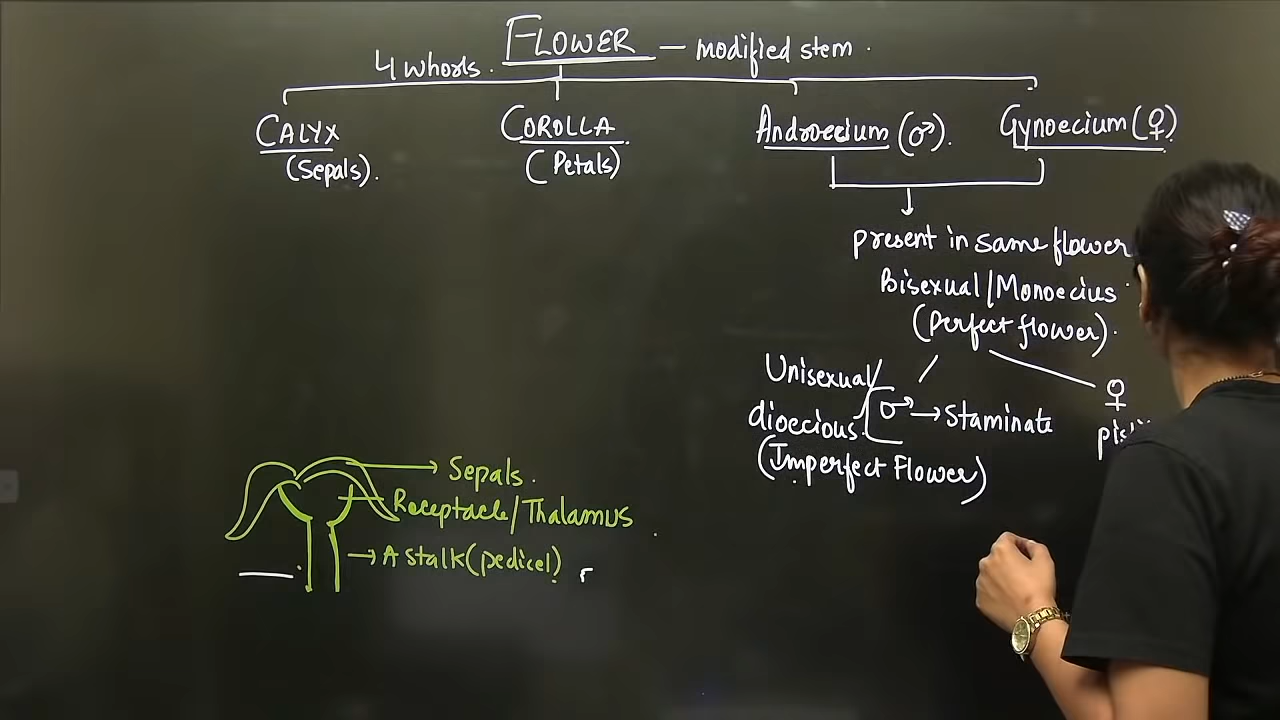 FLOWER — modified stem.
4 whorls.
CALYX
(Sepals).
COROLLA
(Petals)
Androecium (♂).
Gynoecium (♀).
present in same flower
Bisexual/Monoecius
(Perfect flower).
Unisexual/
dioecious.
(Imperfect Flower)
♂ → Staminate
♀
Sepals.
Receptacle/Thalamus
A stalk (pedicel)